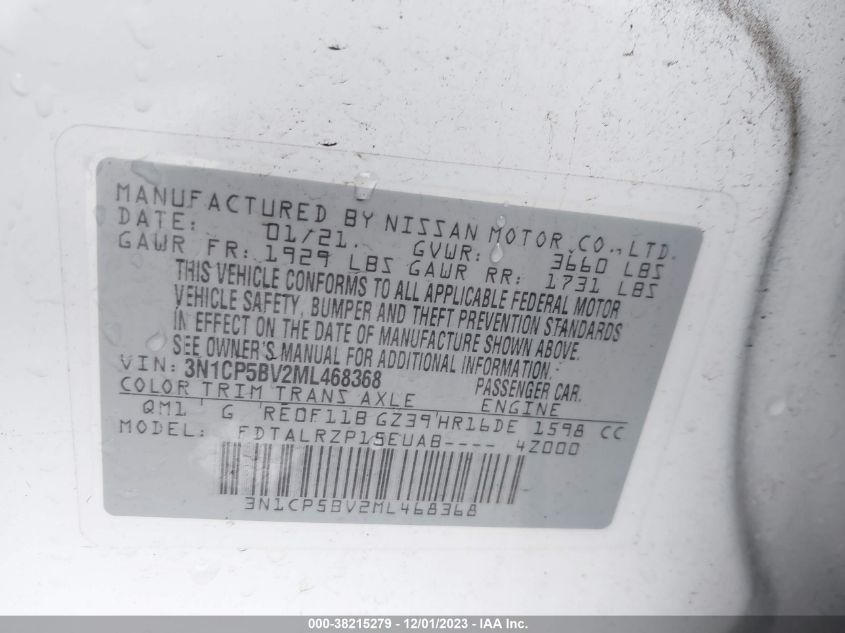 MANUFACTURED BY NISSAN MOTOR CO., LTD.
DATE: 01/21. GVWR: 3660 LBS
GAWR FR: 1929 LBS GAWR RR: 1731 LBS
THIS VEHICLE CONFORMS TO ALL APPLICABLE FEDERAL MOTOR
VEHICLE SAFETY, BUMPER AND THEFT PREVENTION STANDARDS
IN EFFECT ON THE DATE OF MANUFACTURE SHOWN ABOVE.
SEE OWNER'S MANUAL FOR ADDITIONAL INFORMATION.
VIN: 3N1CP5BV2ML468368 PASSENGER CAR.
COLOR TRIM TRANS AXLE ENGINE
QM1 G RE0F11B GZ39 HR16DE 1598 CC
MODEL: FDTALRZP15EUAB---- 4Z000
3N1CP5BV2ML468368
000-38215279 - 12/01/2023 - IAA Inc.